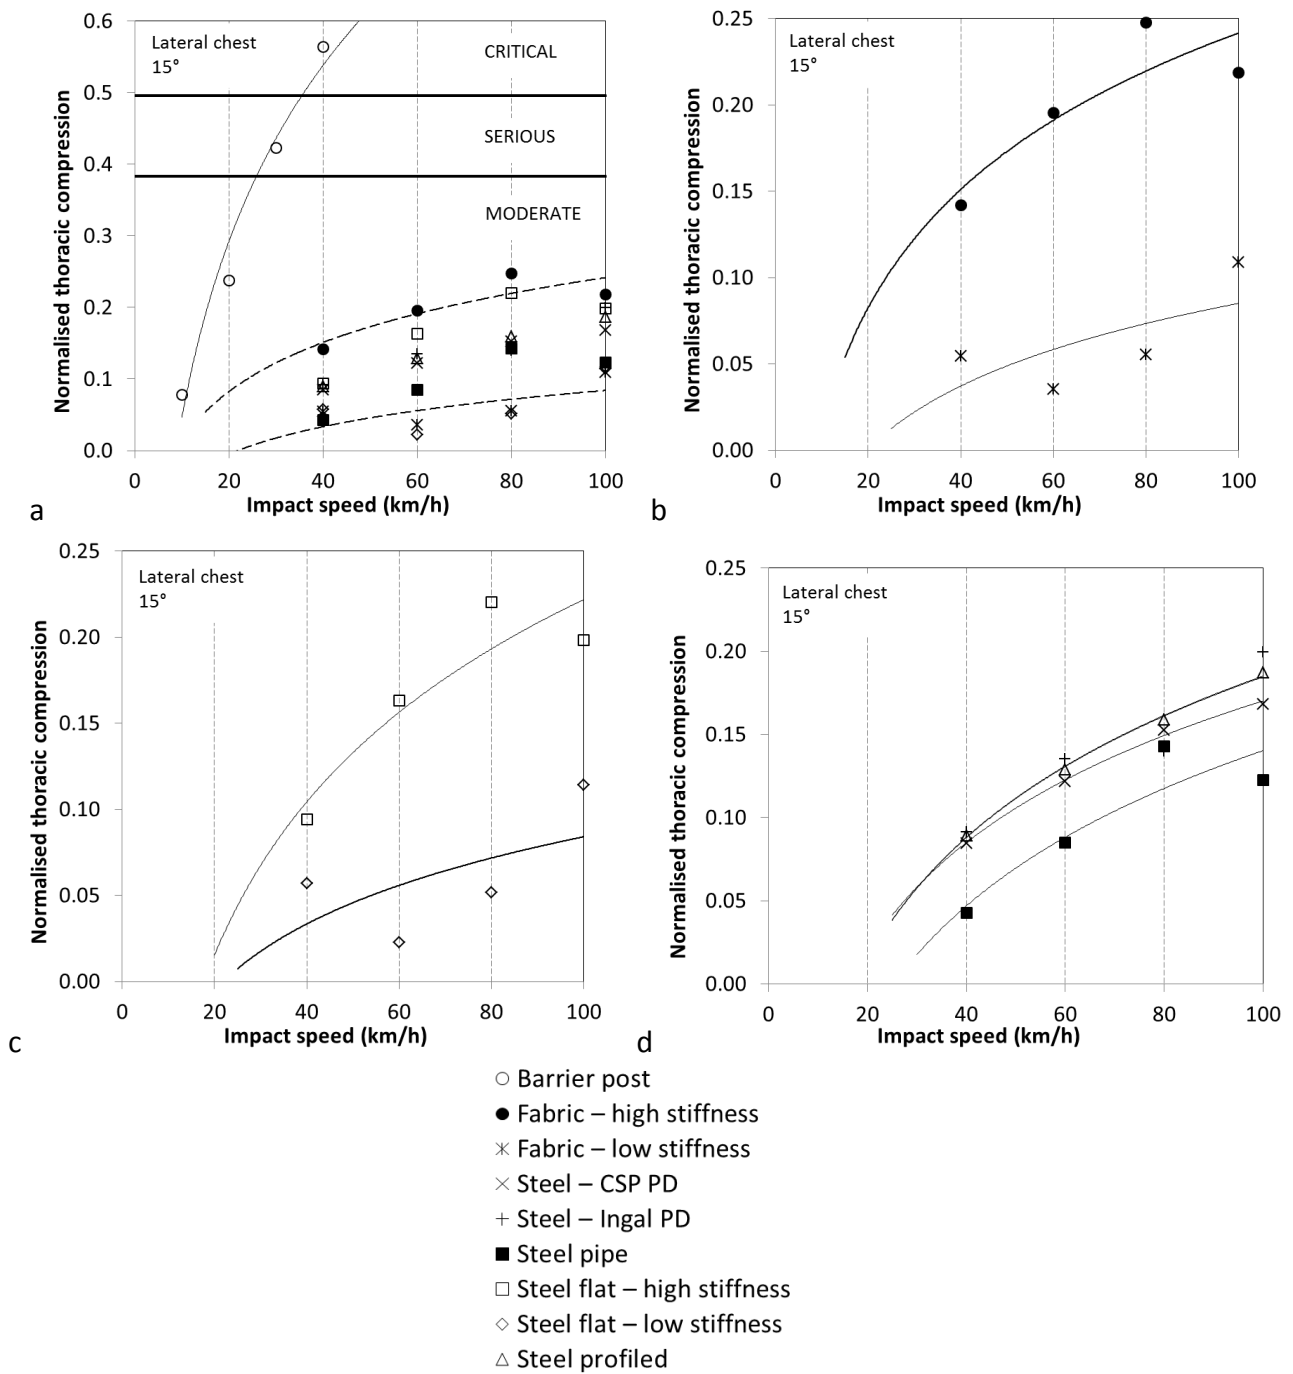 0.6
0.5
0.4
0.3
0.2
0.1
0.0
Normalised thoracic compression
Lateral chest
15°
CRITICAL
SERIOUS
MODERATE
0 20 40 60 80 100
Impact speed (km/h)
a
0.25
0.20
0.15
0.10
0.05
0.00
Normalised thoracic compression
Lateral chest
15°
0 20 40 60 80 100
Impact speed (km/h)
b
0.25
0.20
0.15
0.10
0.05
0.00
Normalised thoracic compression
Lateral chest
15°
0 20 40 60 80 100
Impact speed (km/h)
c
0.25
0.20
0.15
0.10
0.05
0.00
Normalised thoracic compression
Lateral chest
15°
0 20 40 60 80 100
Impact speed (km/h)
d
Barrier post
Fabric – high stiffness
Fabric – low stiffness
Steel – CSP PD
Steel – Ingal PD
Steel pipe
Steel flat – high stiffness
Steel flat – low stiffness
Steel profiled